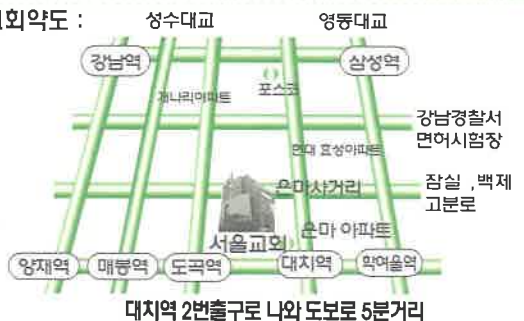 회약도 :
성수대교 영동대교
강남역 삼성역
포스코
개나리아파트
강남경찰서
면허시험장
현대 효성아파트
은마사거리
잠실 ,백제
고분로
서울교회
은마 아파트
양재역 매봉역 도곡역 대치역 학여울역
대치역 2번출구로 나와 도보로 5분거리